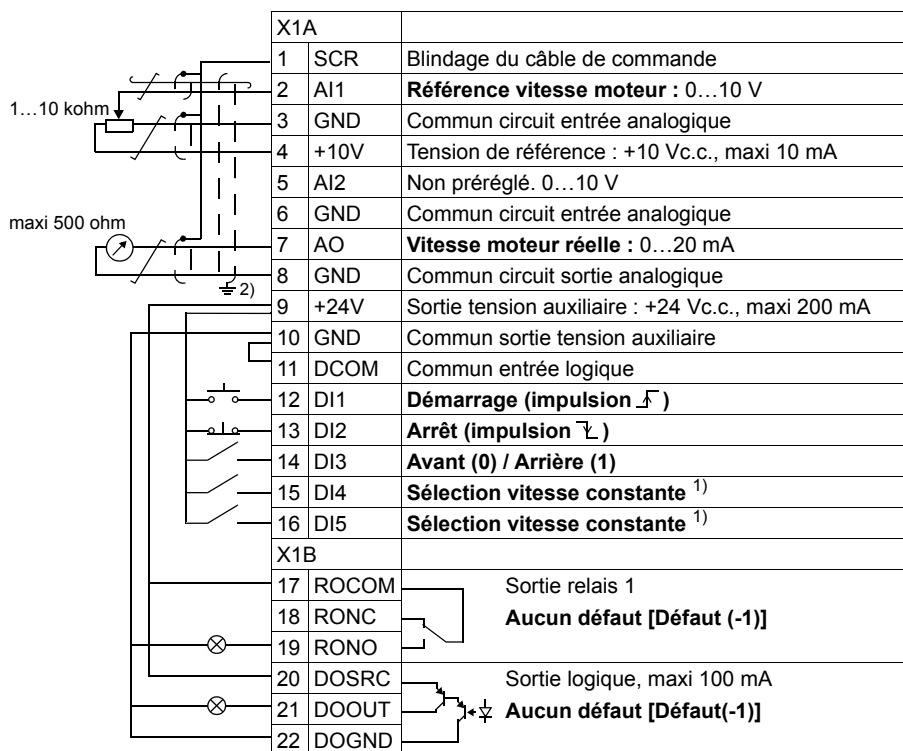 X1A
1 SCR Blindage du câble de commande
2 AI1 Référence vitesse moteur : 0…10 V
1…10 kohm
3 GND Commun circuit entrée analogique
4 +10V Tension de référence : +10 Vc.c., maxi 10 mA
5 AI2 Non préréglé. 0…10 V
6 GND Commun circuit entrée analogique
maxi 500 ohm
7 AO Vitesse moteur réelle : 0…20 mA
8 GND Commun circuit sortie analogique
2)
9 +24V Sortie tension auxiliaire : +24 Vc.c., maxi 200 mA
10 GND Commun sortie tension auxiliaire
11 DCOM Commun entrée logique
12 DI1 Démarrage (impulsion )
13 DI2 Arrêt (impulsion )
14 DI3 Avant (0) / Arrière (1)
15 DI4 Sélection vitesse constante 1)
16 DI5 Sélection vitesse constante 1)
X1B
17 ROCOM Sortie relais 1
18 RONC Aucun défaut [Défaut (-1)]
19 RONO
20 DOSRC Sortie logique, maxi 100 mA
21 DOOUT Aucun défaut [Défaut(-1)]
22 DOGND